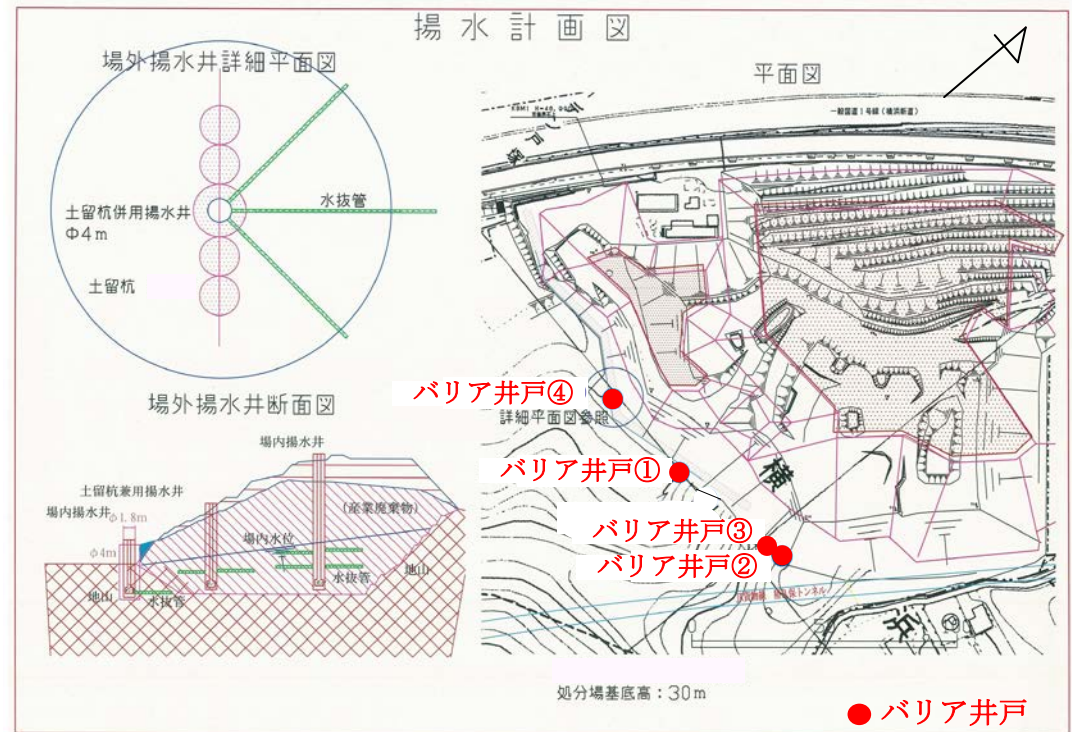 揚水計画図
場外揚水井詳細平面図
土留杭併用揚水井
Φ4m
水抜管
土留杭
場外揚水井断面図
場内揚水井
土留杭兼用揚水井
場内揚水井
Φ1.8m
Φ4m
(産業廃棄物)
場内水位
水抜管
地山
水抜管
地山
平面図
一般国道1号線(横浜新道)
バリア井戸④
詳細平面図参照
バリア井戸①
バリア井戸③
バリア井戸②
横
浜
処分場基底高:30m
バリア井戸